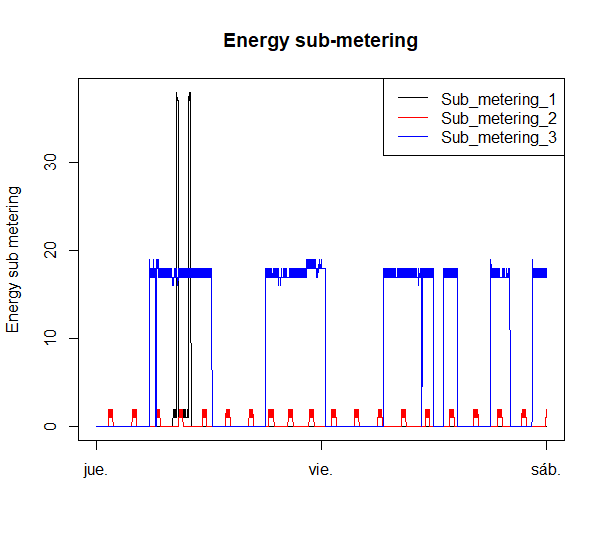 Energy sub-metering
Sub_metering_1
Sub_metering_2
Sub_metering_3
Energy sub metering
30
20
10
0
jue.
vie.
sáb.